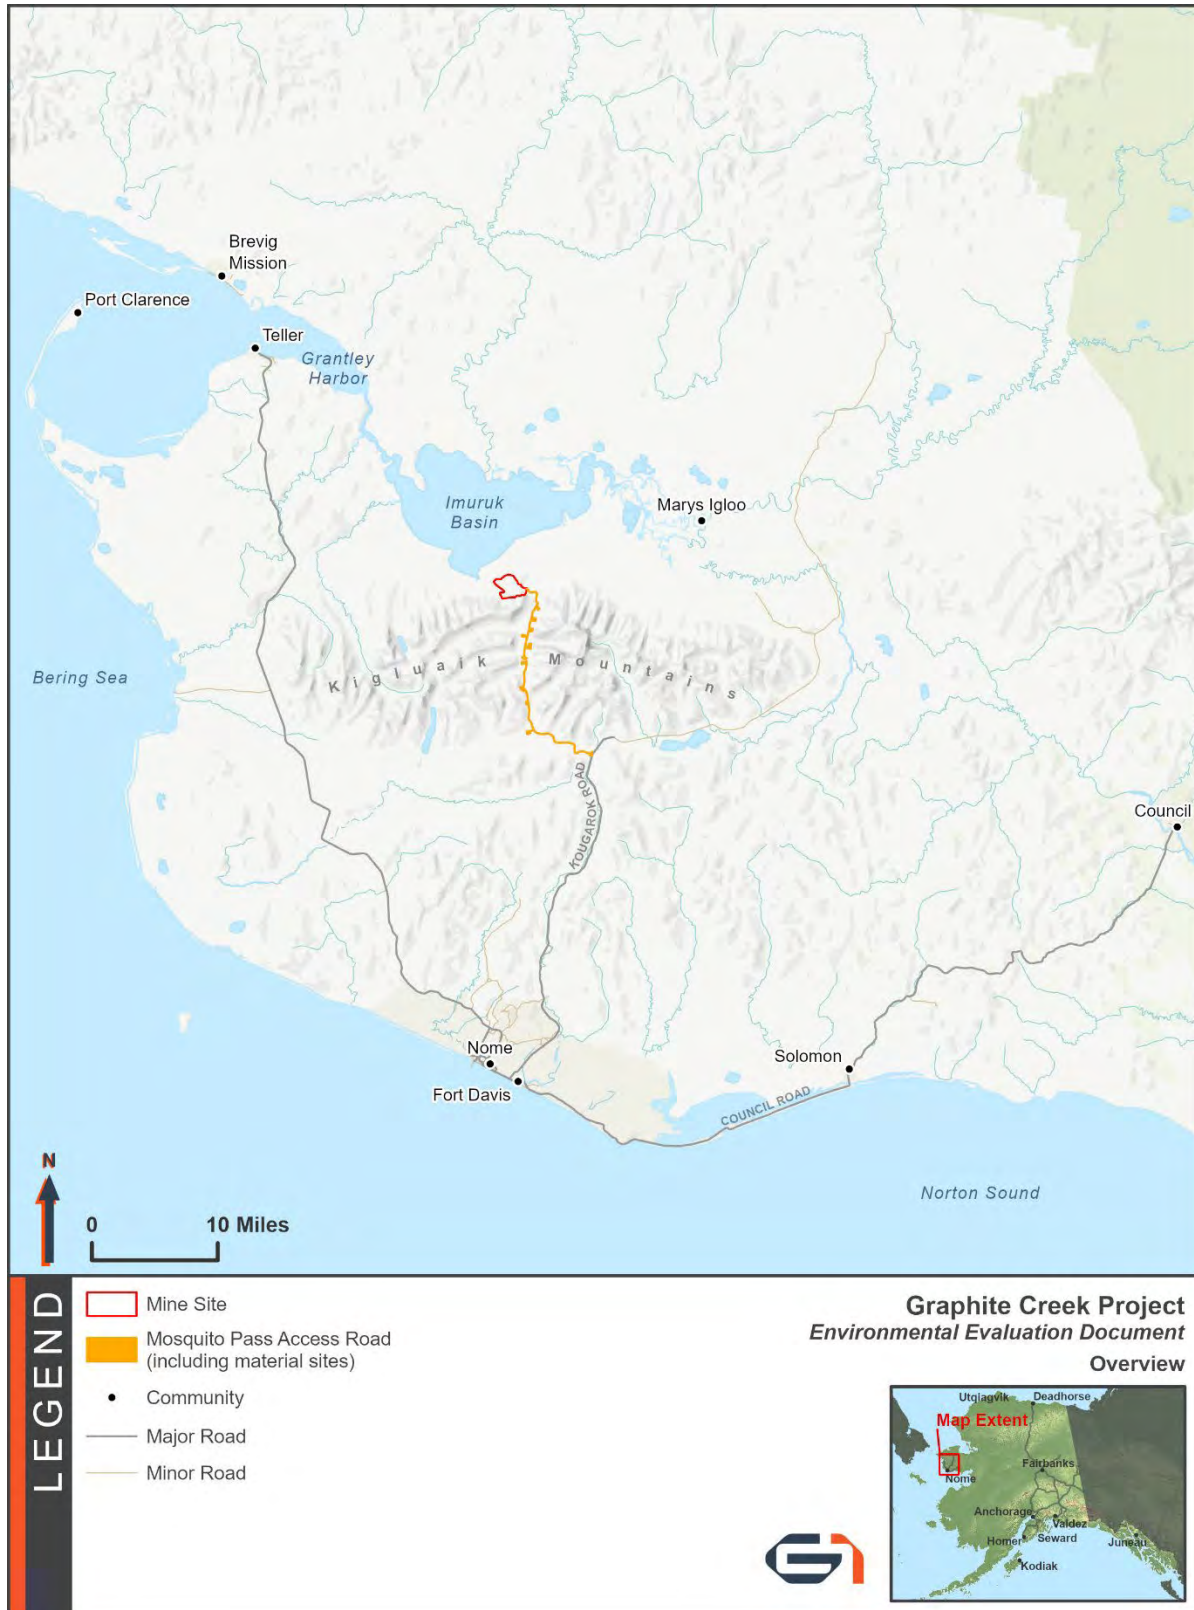 Brevig
Mission
Port Clarence
Teller
Grantley
Harbor
Imuruk
Basin
Marys Igloo
Bering Sea
Kigluaik Mountains
KOUGAROK ROAD
Council
Nome
Fort Davis
Solomon
COUNCIL ROAD
Norton Sound
N
0 10 Miles
LEGEND
Mine Site
Mosquito Pass Access Road
(including material sites)
Community
Major Road
Minor Road
Graphite Creek Project
Environmental Evaluation Document
Overview
Utqiagvik
Deadhorse
Map Extent
Nome
Fairbanks
Anchorage
Valdez
Homer
Seward
Juneau
Kodiak
G1